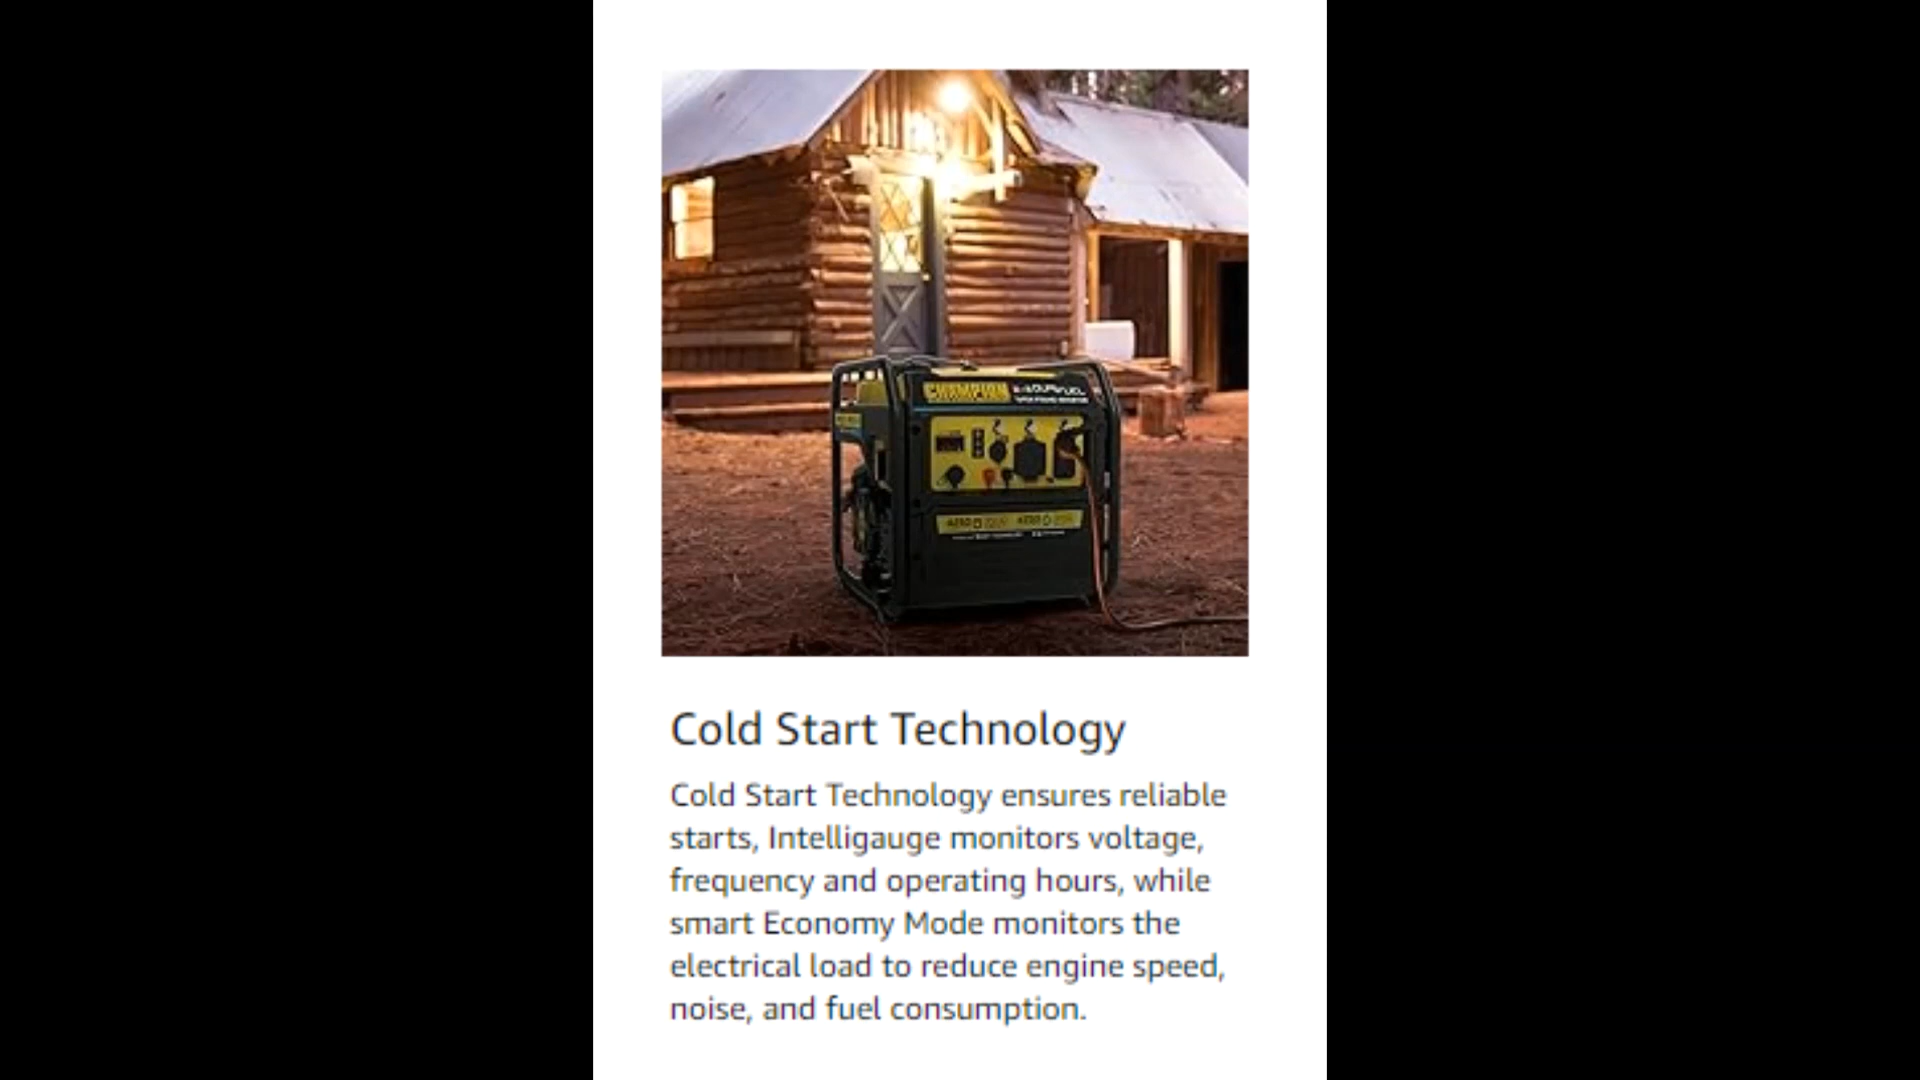 CHAMPION
Cold Start Technology
Cold Start Technology ensures reliable
starts, Intelligauge monitors voltage,
frequency and operating hours, while
smart Economy Mode monitors the
electrical load to reduce engine speed,
noise, and fuel consumption.